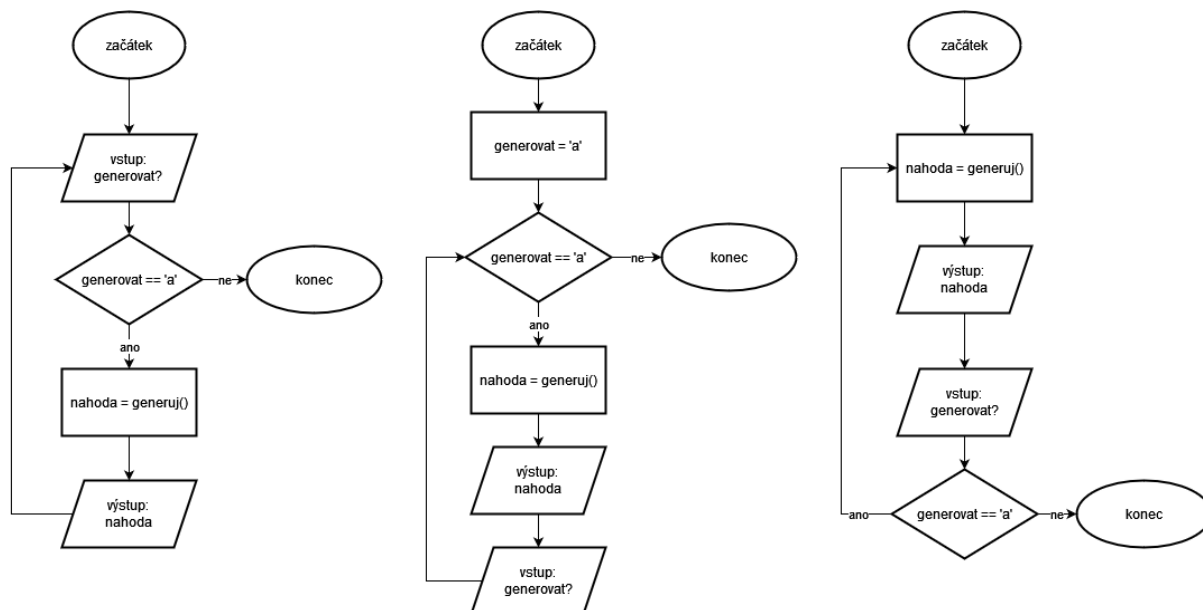 začátek
vstup:
generovat?
generovat == 'a'
ne
konec
ano
nahoda = generuj()
výstup:
nahoda
začátek
generovat = 'a'
generovat == 'a'
ne
konec
ano
nahoda = generuj()
výstup:
nahoda
vstup:
generovat?
začátek
nahoda = generuj()
výstup:
nahoda
vstup:
generovat?
ano
generovat == 'a'
ne
konec